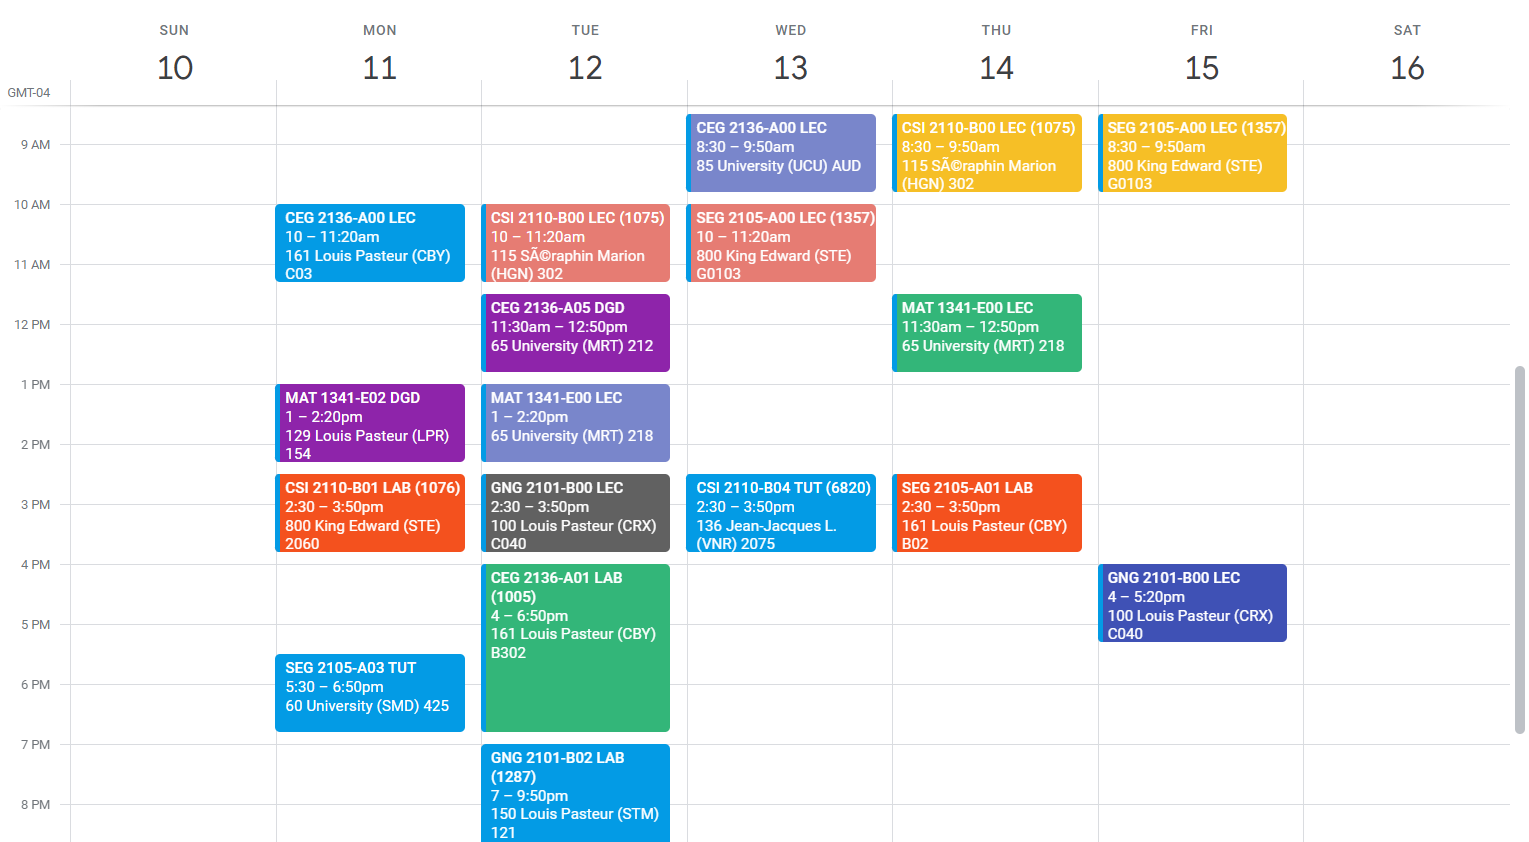 SUN
MON
TUE
WED
THU
FRI
SAT
10
11
12
13
14
15
16
GMT-04
9 AM
10 AM
11 AM
12 PM
1 PM
2 PM
3 PM
4 PM
5 PM
6 PM
7 PM
8 PM
CEG 2136-A00 LEC
10 – 11:20am
161 Louis Pasteur (CBY)
C03
MAT 1341-E02 DGD
1 – 2:20pm
129 Louis Pasteur (LPR)
154
CSI 2110-B01 LAB (1076)
2:30 – 3:50pm
800 King Edward (STE)
2060
SEG 2105-A03 TUT
5:30 – 6:50pm
60 University (SMD) 425
CSI 2110-B00 LEC (1075)
10 – 11:20am
115 SÃ©raphin Marion
(HGN) 302
CEG 2136-A05 DGD
11:30am – 12:50pm
65 University (MRT) 212
MAT 1341-E00 LEC
1 – 2:20pm
65 University (MRT) 218
GNG 2101-B00 LEC
2:30 – 3:50pm
100 Louis Pasteur (CRX)
C040
CEG 2136-A01 LAB
(1005)
4 – 6:50pm
161 Louis Pasteur (CBY)
B302
GNG 2101-B02 LAB
(1287)
7 – 9:50pm
150 Louis Pasteur (STM)
121
CEG 2136-A00 LEC
8:30 – 9:50am
85 University (UCU) AUD
SEG 2105-A00 LEC (1357)
10 – 11:20am
800 King Edward (STE)
G0103
CSI 2110-B04 TUT (6820)
2:30 – 3:50pm
136 Jean-Jacques L.
(VNR) 2075
CSI 2110-B00 LEC (1075)
8:30 – 9:50am
115 SÃ©raphin Marion
(HGN) 302
MAT 1341-E00 LEC
11:30am – 12:50pm
65 University (MRT) 218
SEG 2105-A01 LAB
2:30 – 3:50pm
161 Louis Pasteur (CBY)
B02
SEG 2105-A00 LEC (1357)
8:30 – 9:50am
800 King Edward (STE)
G0103
GNG 2101-B00 LEC
4 – 5:20pm
100 Louis Pasteur (CRX)
C040